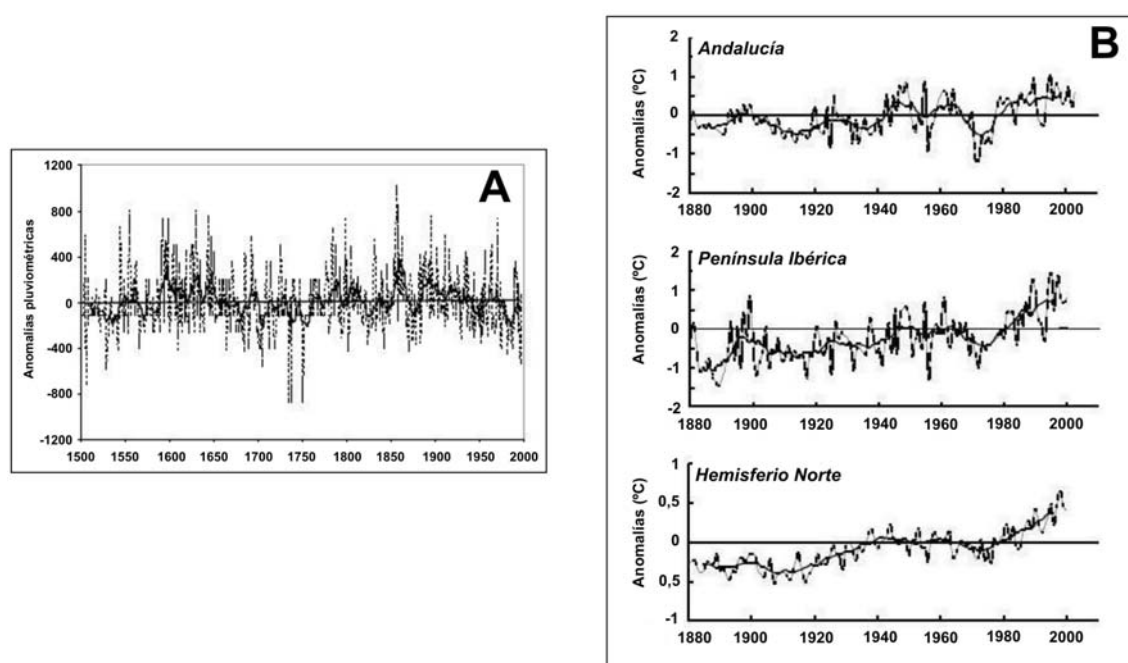 A
Anomalías pluviométricas
1200
800
400
0
-400
-800
-1200
1500 1550 1600 1650 1700 1750 1800 1850 1900 1950 2000
B
Andalucía
Anomalías (ºC)
2
1
0
-1
-2
1880 1900 1920 1940 1960 1980 2000
Península Ibérica
Anomalías (ºC)
2
1
0
-1
-2
1880 1900 1920 1940 1960 1980 2000
Hemisferio Norte
Anomalías (ºC)
1
0,5
0
0,5
-1
1880 1900 1920 1940 1960 1980 2000